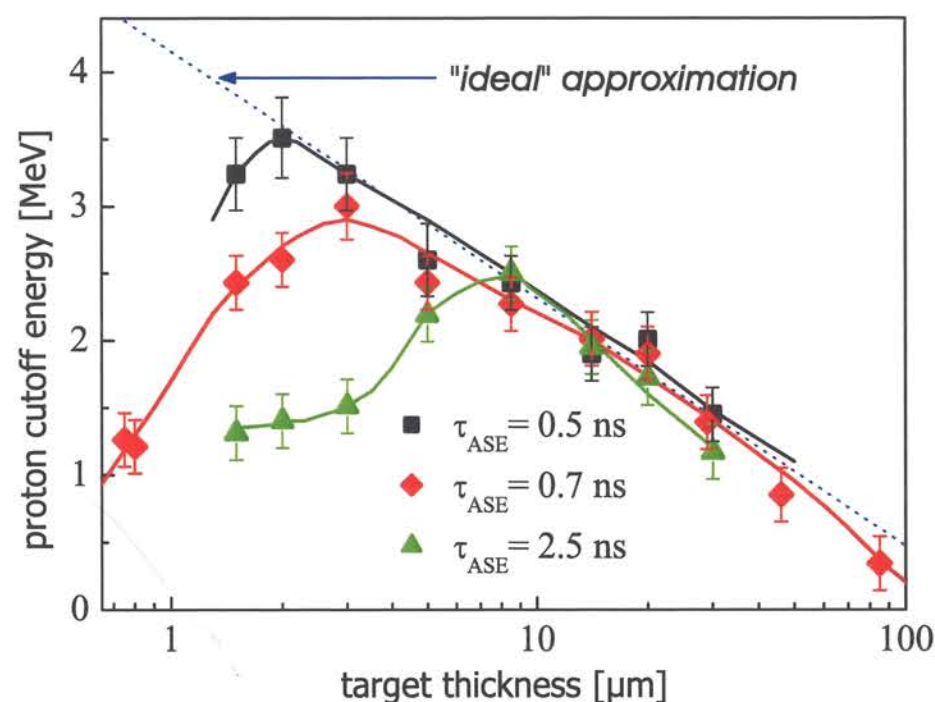 4
3
2
1
0
proton cutoff energy [MeV]
"ideal" approximation
τASE= 0.5 ns
τASE= 0.7 ns
τASE= 2.5 ns
1 10 100
target thickness [µm]